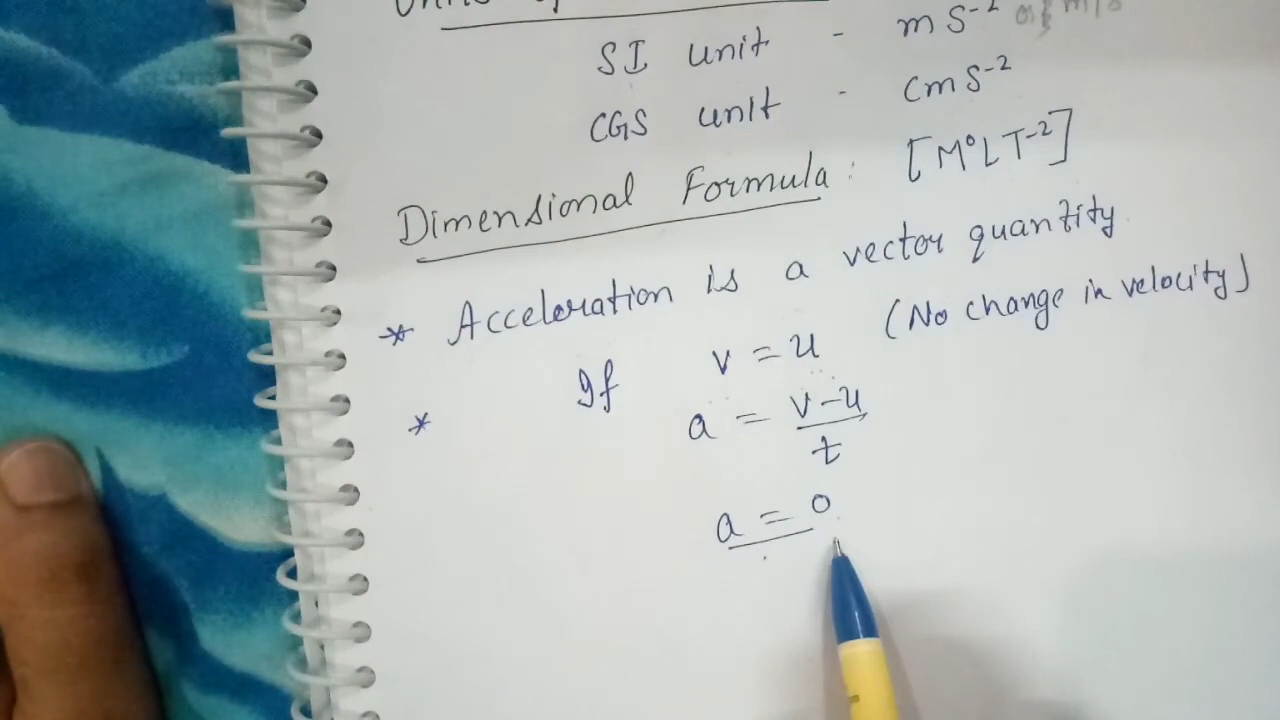 SI unit - m s⁻²
CGS unit - cm s⁻²
Dimensional Formula : [M⁰LT⁻²]
* Acceleration is a vector quantity
* If v = u (No change in velocity)
a = v-u / t
a = 0